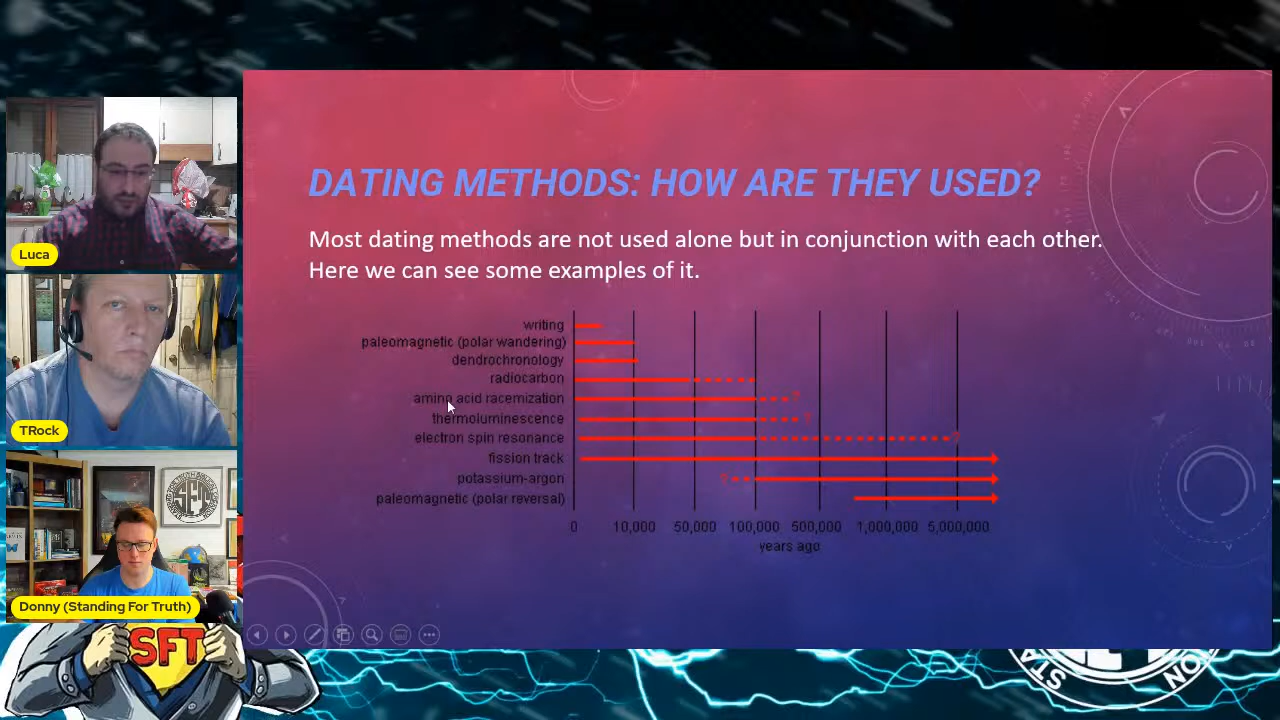 DATING METHODS: HOW ARE THEY USED?
Most dating methods are not used alone but in conjunction with each other.
Here we can see some examples of it.
writing
paleomagnetic (polar wandering)
dendrochronology
radiocarbon
amino acid racemization
?
thermoluminescence
?
electron spin resonance
?
fission track
potassium-argon
?
paleomagnetic (polar reversal)
0 10,000 50,000 100,000 500,000 1,000,000 5,000,000
years ago
Luca
TRock
SFT
Donny (Standing For Truth)
SFT
STA
ON